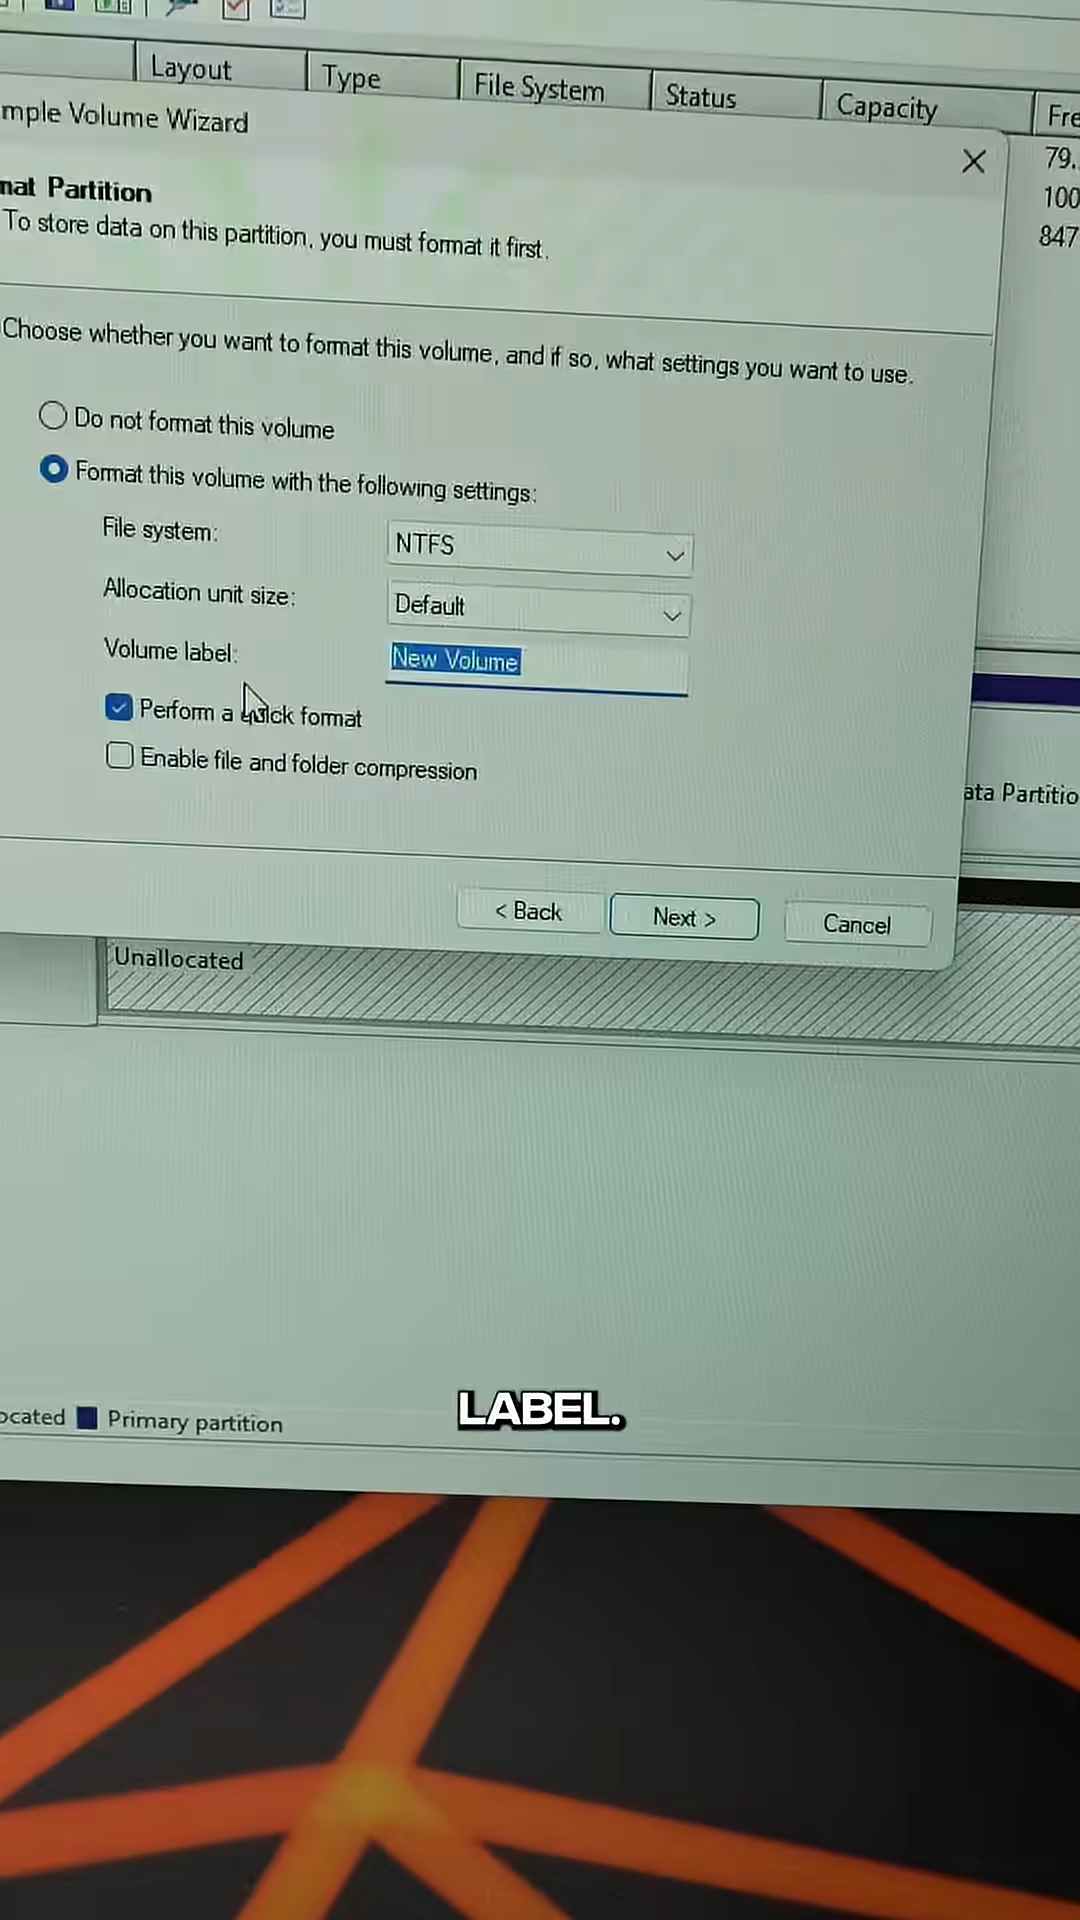 Layout Type File System Status Capacity Fre
mple Volume Wizard
79..
mat Partition
100
To store data on this partition, you must format it first.
847
Choose whether you want to format this volume, and if so, what settings you want to use.
Do not format this volume
Format this volume with the following settings:
File system: NTFS
Allocation unit size: Default
Volume label: New Volume
Perform a quick format
Enable file and folder compression
ata Partitio
< Back Next > Cancel
Unallocated
LABEL.
ocated Primary partition